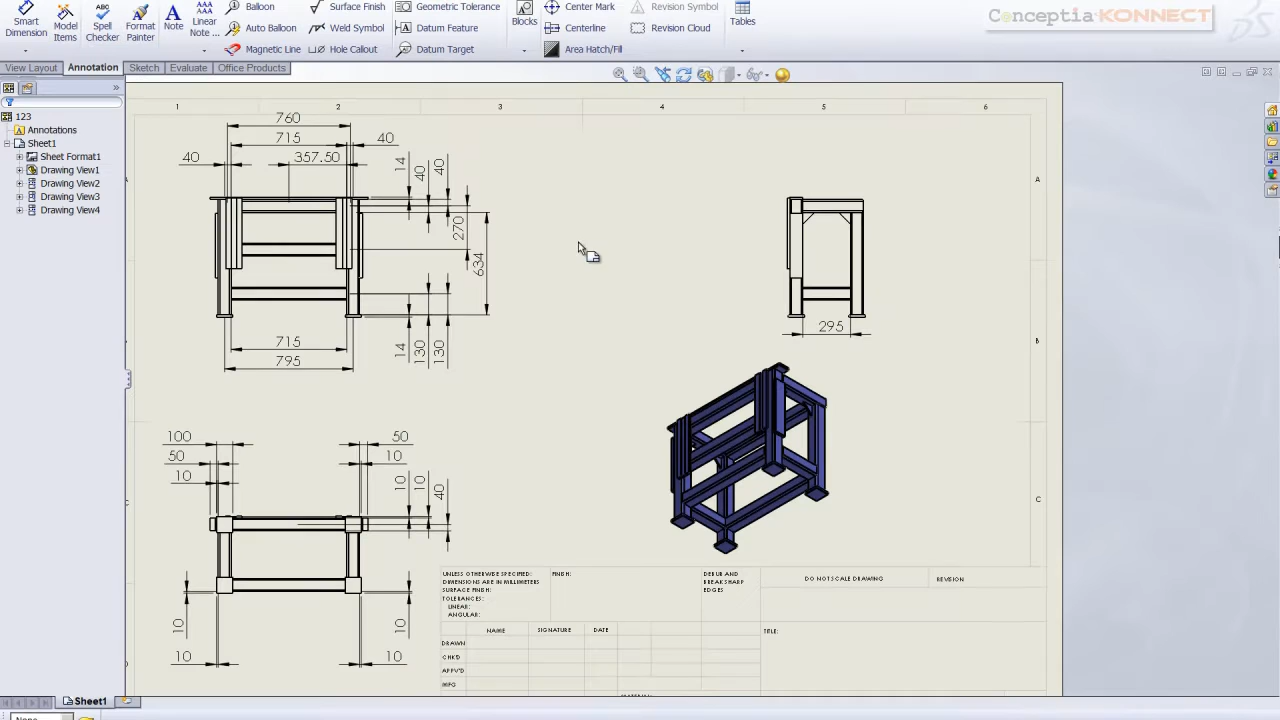 Smart Dimension
Model Items
Spell Checker
Format Painter
Note
Linear Note ...
Balloon
Auto Balloon
Magnetic Line
Surface Finish
Weld Symbol
Hole Callout
Geometric Tolerance
Datum Feature
Datum Target
Blocks
Center Mark
Centerline
Area Hatch/Fill
Revision Symbol
Revision Cloud
Tables
Conceptia KONNECT
View Layout
Annotation
Sketch
Evaluate
Office Products
123
Annotations
Sheet1
Sheet Format1
Drawing View1
Drawing View2
Drawing View3
Drawing View4
1 2 3 4 5 6
A
B
C
760
715
40
40
357.50
14
40
40
270
634
715
795
14
130
130
295
100
50
50
10
10
10
10
40
10
10
10
10
UNLESS OTHERWISE SPECIFIED:
DIMENSIONS ARE IN MILLIMETERS
SURFACE FINISH:
TOLERANCES:
LINEAR:
ANGULAR:
FINISH:
DEBUR AND
BREAK SHARP
EDGES
DO NOT SCALE DRAWING
REVISION
NAME
SIGNATURE
DATE
TITLE:
DRAWN
CHK'D
APPV'D
MFG
Sheet1
None